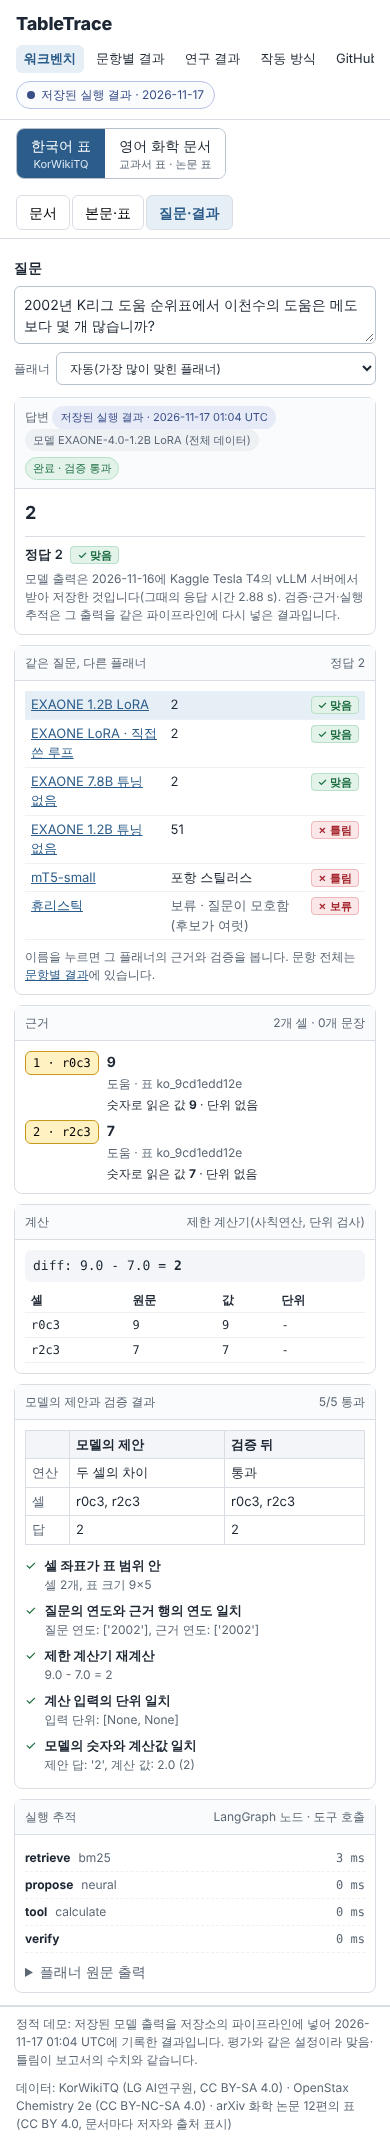 TableTrace
워크벤치 문항별 결과 연구 결과 작동 방식 GitHub
저장된 실행 결과 · 2026-11-17
한국어 표 영어 화학 문서
KorWikiTQ 교과서 표 · 논문 표
문서 본문·표 질문·결과
질문
2002년 K리그 도움 순위표에서 이천수의 도움은 메도
보다 몇 개 많습니까?
플래너 자동(가장 많이 맞힌 플래너)
답변 저장된 실행 결과 · 2026-11-17 01:04 UTC
모델 EXAONE-4.0-1.2B LoRA (전체 데이터)
완료 · 검증 통과
2
정답 2 ✓ 맞음
모델 출력은 2026-11-16에 Kaggle Tesla T4의 vLLM 서버에서
받아 저장한 것입니다(그때의 응답 시간 2.88 s). 검증·근거·실행
추적은 그 출력을 같은 파이프라인에 다시 넣은 결과입니다.
같은 질문, 다른 플래너 정답 2
EXAONE 1.2B LoRA 2 ✓ 맞음
EXAONE LoRA · 직접 2 ✓ 맞음
쓴 루프
EXAONE 7.8B 튜닝 2 ✓ 맞음
없음
EXAONE 1.2B 튜닝 51 × 틀림
없음
mT5-small 포항 스틸러스 × 틀림
휴리스틱 보류 · 질문이 모호함 × 보류
(후보가 여럿)
이름을 누르면 그 플래너의 근거와 검증을 봅니다. 문항 전체는
문항별 결과에 있습니다.
근거 2개 셀 · 0개 문장
1 · r0c3 9
도움 · 표 ko_9cd1edd12e
숫자로 읽은 값 9 · 단위 없음
2 · r2c3 7
도움 · 표 ko_9cd1edd12e
숫자로 읽은 값 7 · 단위 없음
계산 제한 계산기(사칙연산, 단위 검사)
diff: 9.0 - 7.0 = 2
셀 원문 값 단위
r0c3 9 9 -
r2c3 7 7 -
모델의 제안과 검증 결과 5/5 통과
모델의 제안 검증 뒤
연산 두 셀의 차이 통과
셀 r0c3, r2c3 r0c3, r2c3
답 2 2
✓ 셀 좌표가 표 범위 안
셀 2개, 표 크기 9×5
✓ 질문의 연도와 근거 행의 연도 일치
질문 연도: ['2002'], 근거 연도: ['2002']
✓ 제한 계산기 재계산
9.0 - 7.0 = 2
✓ 계산 입력의 단위 일치
입력 단위: [None, None]
✓ 모델의 숫자와 계산값 일치
제안 답: '2', 계산 값: 2.0 (2)
실행 추적 LangGraph 노드 · 도구 호출
retrieve bm25 3 ms
propose neural 0 ms
tool calculate 0 ms
verify 0 ms
▶ 플래너 원문 출력
정적 데모: 저장된 모델 출력을 저장소의 파이프라인에 넣어 2026-
11-17 01:04 UTC에 기록한 결과입니다. 평가와 같은 설정이라 맞음·
틀림이 보고서의 수치와 같습니다.
데이터: KorWikiTQ (LG AI연구원, CC BY-SA 4.0) · OpenStax
Chemistry 2e (CC BY-NC-SA 4.0) · arXiv 화학 논문 12편의 표
(CC BY 4.0, 문서마다 저자와 출처 표시)